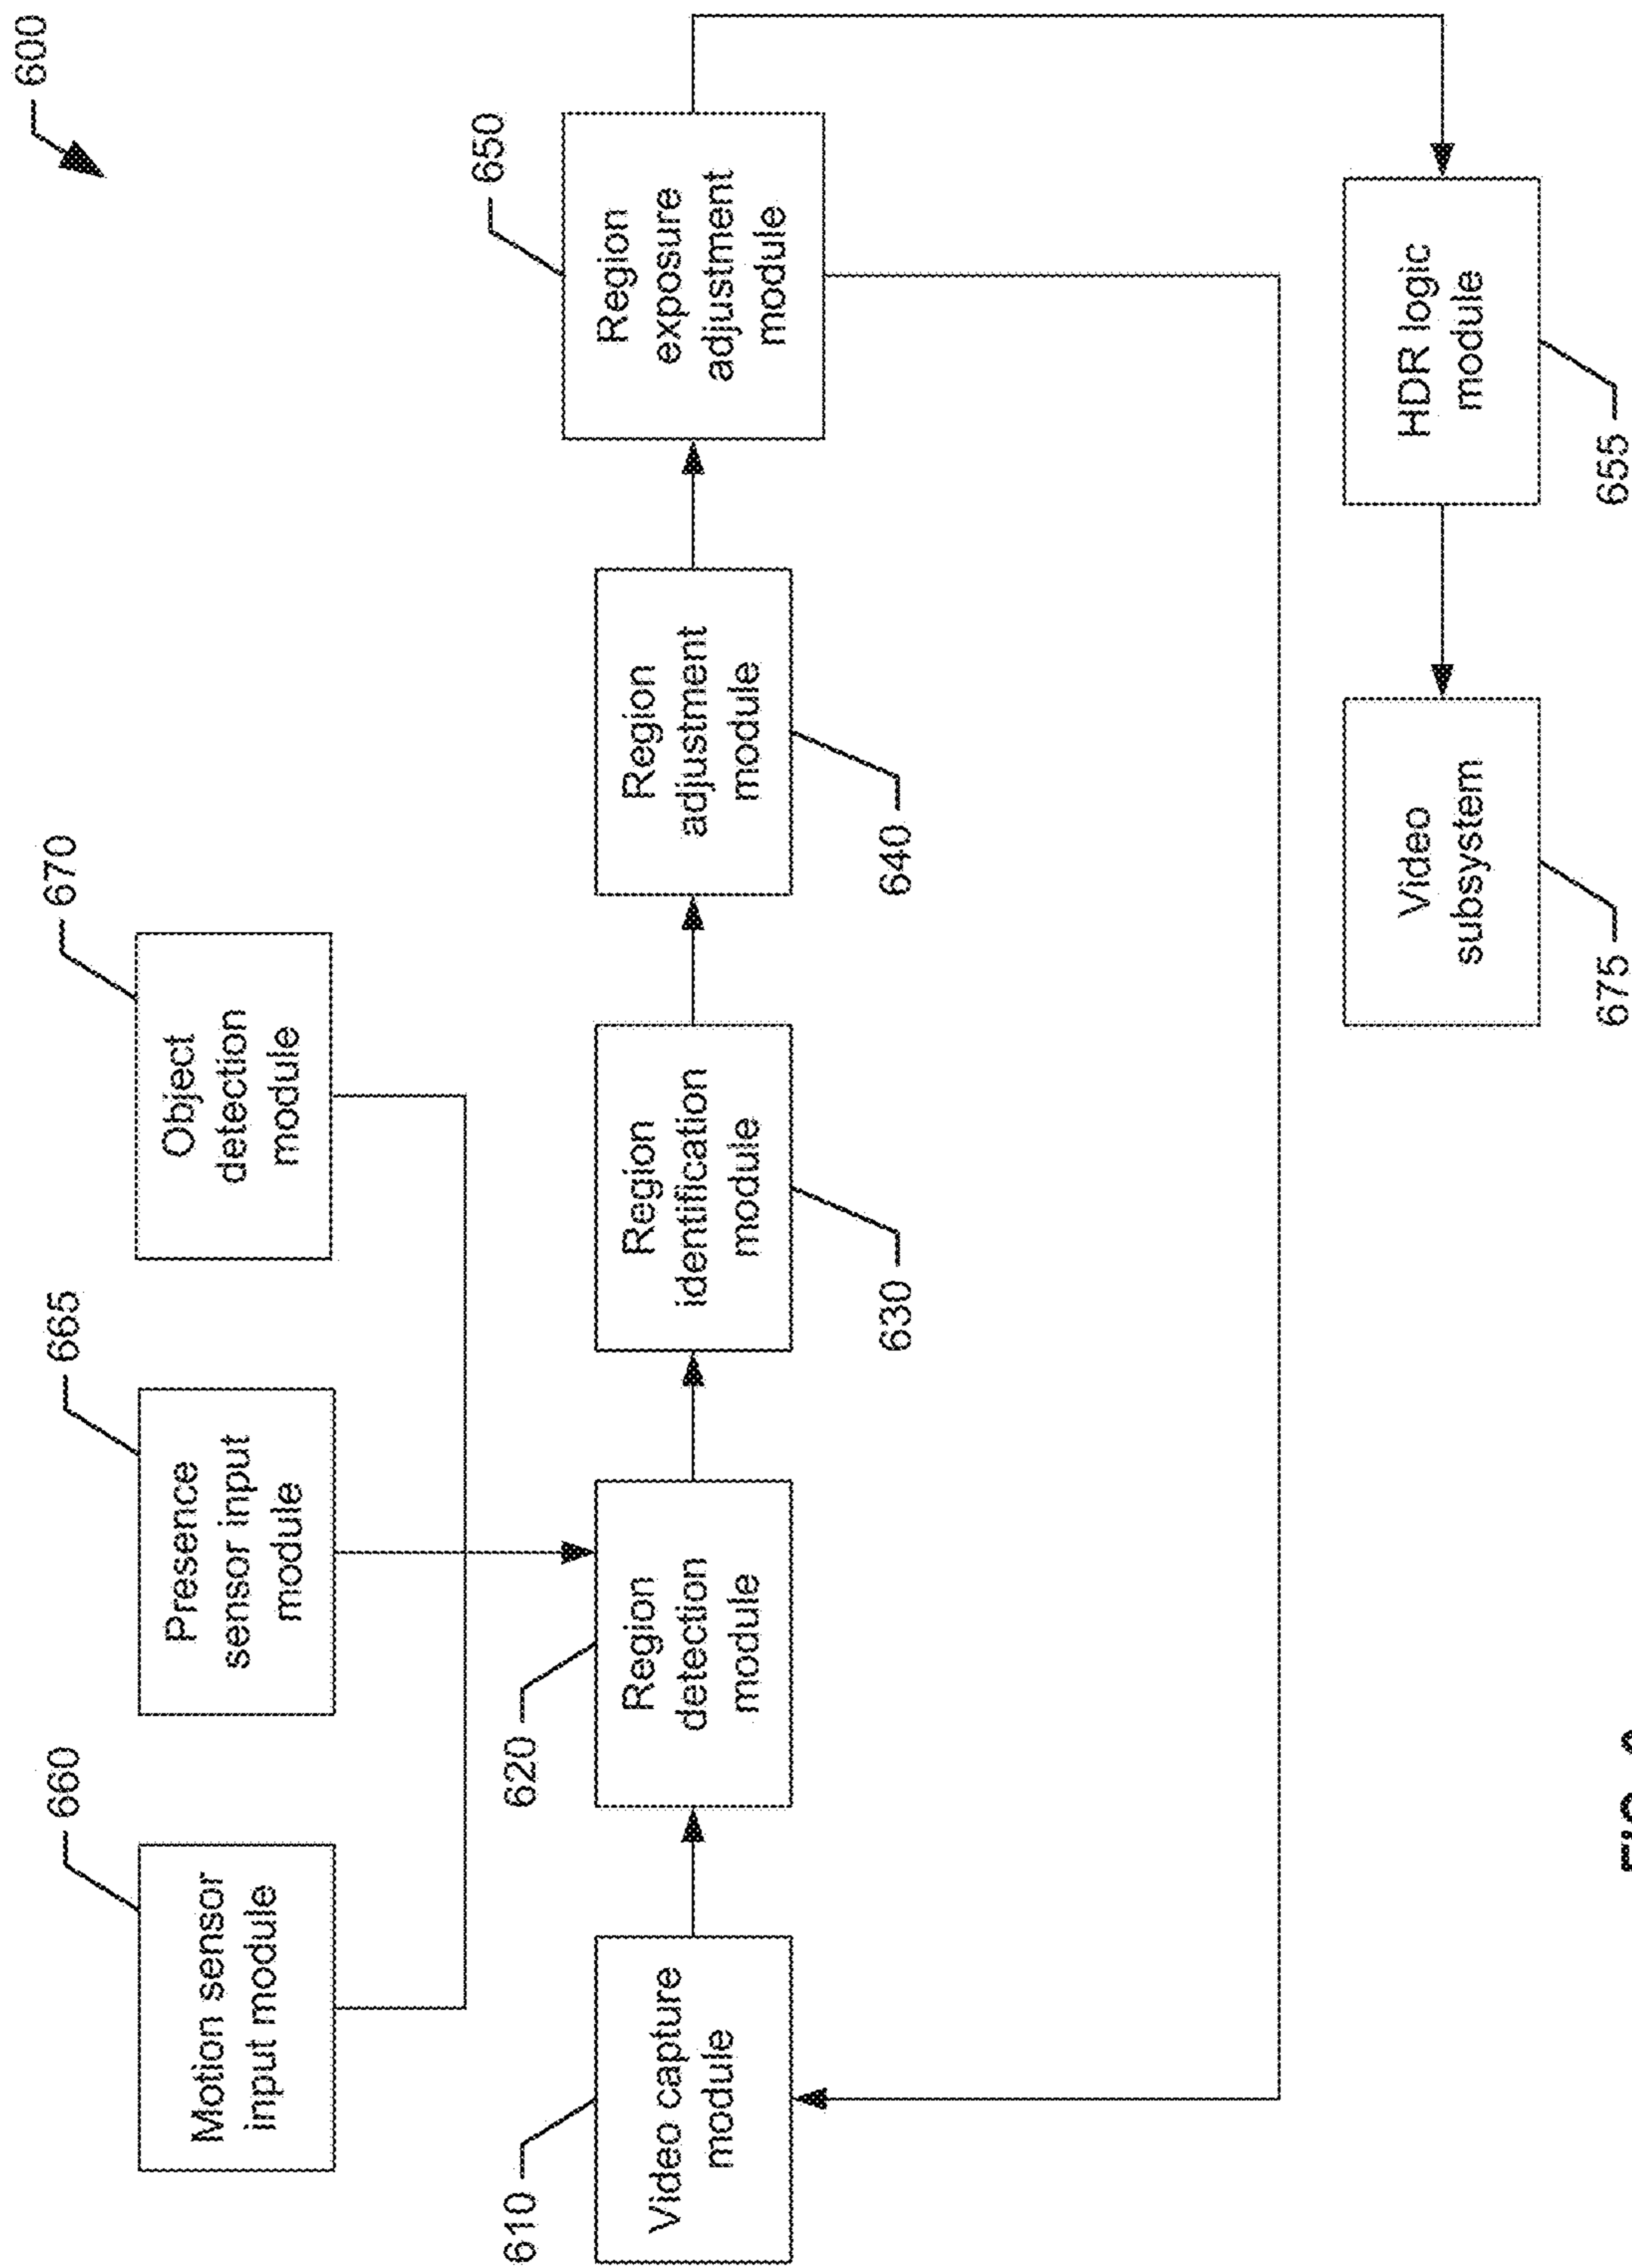 600
660
665
670
Motion sensor
input module
Presence
sensor input
module
Object
detection
module
610
620
650
Video capture
module
Region
detection
module
Region
identification
module
Region
adjustment
module
Region
exposure
adjustment
module
630
640
Video
subsystem
HDR logic
module
675
655